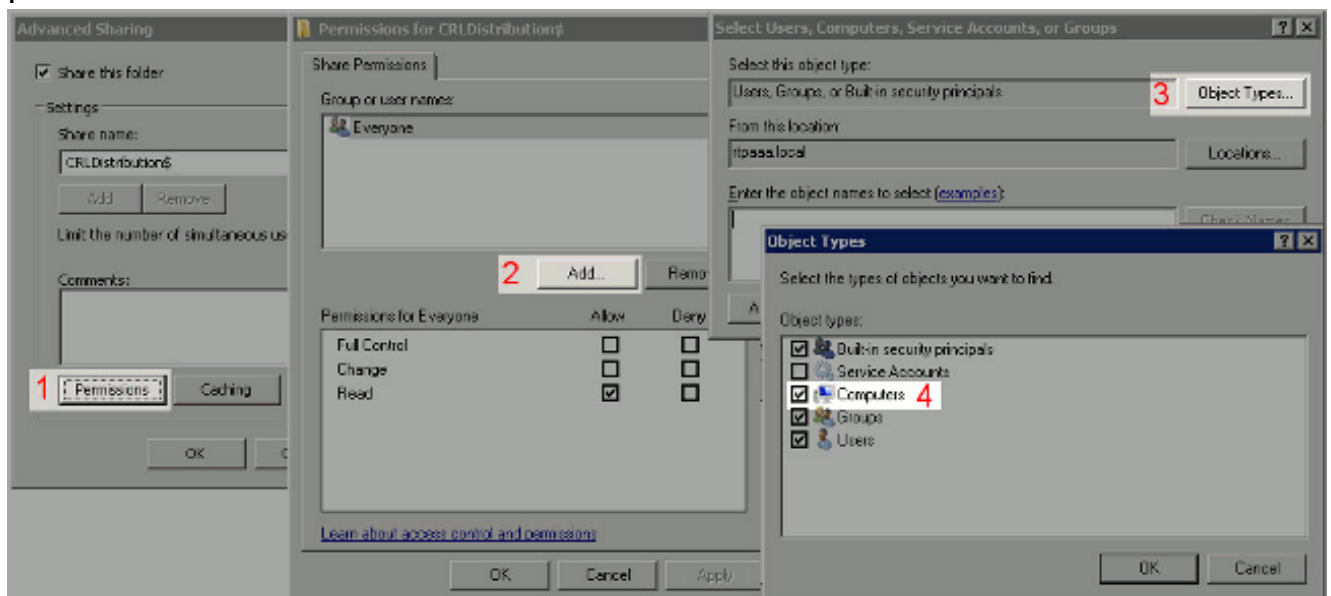 Advanced Sharing
Share this folder
Settings
Share name:
CRLDistribution$
Add Remove
Limit the number of simultaneous us
Comments:
1 Permissions Caching
OK
Permissions for CRLDistribution$
Share Permissions
Group or user names:
Everyone
2 Add... Remo
Permissions for Everyone Allow Deny
Full Control
Change
Read
Learn about access control and permissions
OK Cancel Apply
Select Users, Computers, Service Accounts, or Groups
Select this object type:
Users, Groups, or Built-in security principals 3 Object Types...
From this location:
rtpaaa.local Locations...
Enter the object names to select (examples):
Check Names
A
Object Types
Select the types of objects you want to find.
Object types:
Built-in security principals
Service Accounts
Computers 4
Groups
Users
OK Cancel